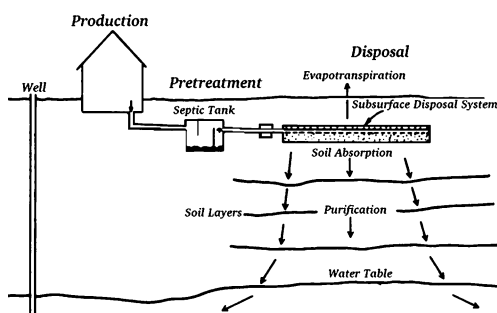 Production
Disposal
Evapotranspiration
Well
Pretreatment
Septic Tank
Subsurface Disposal System
Soil Absorption
Soil Layers
Purification
Water Table